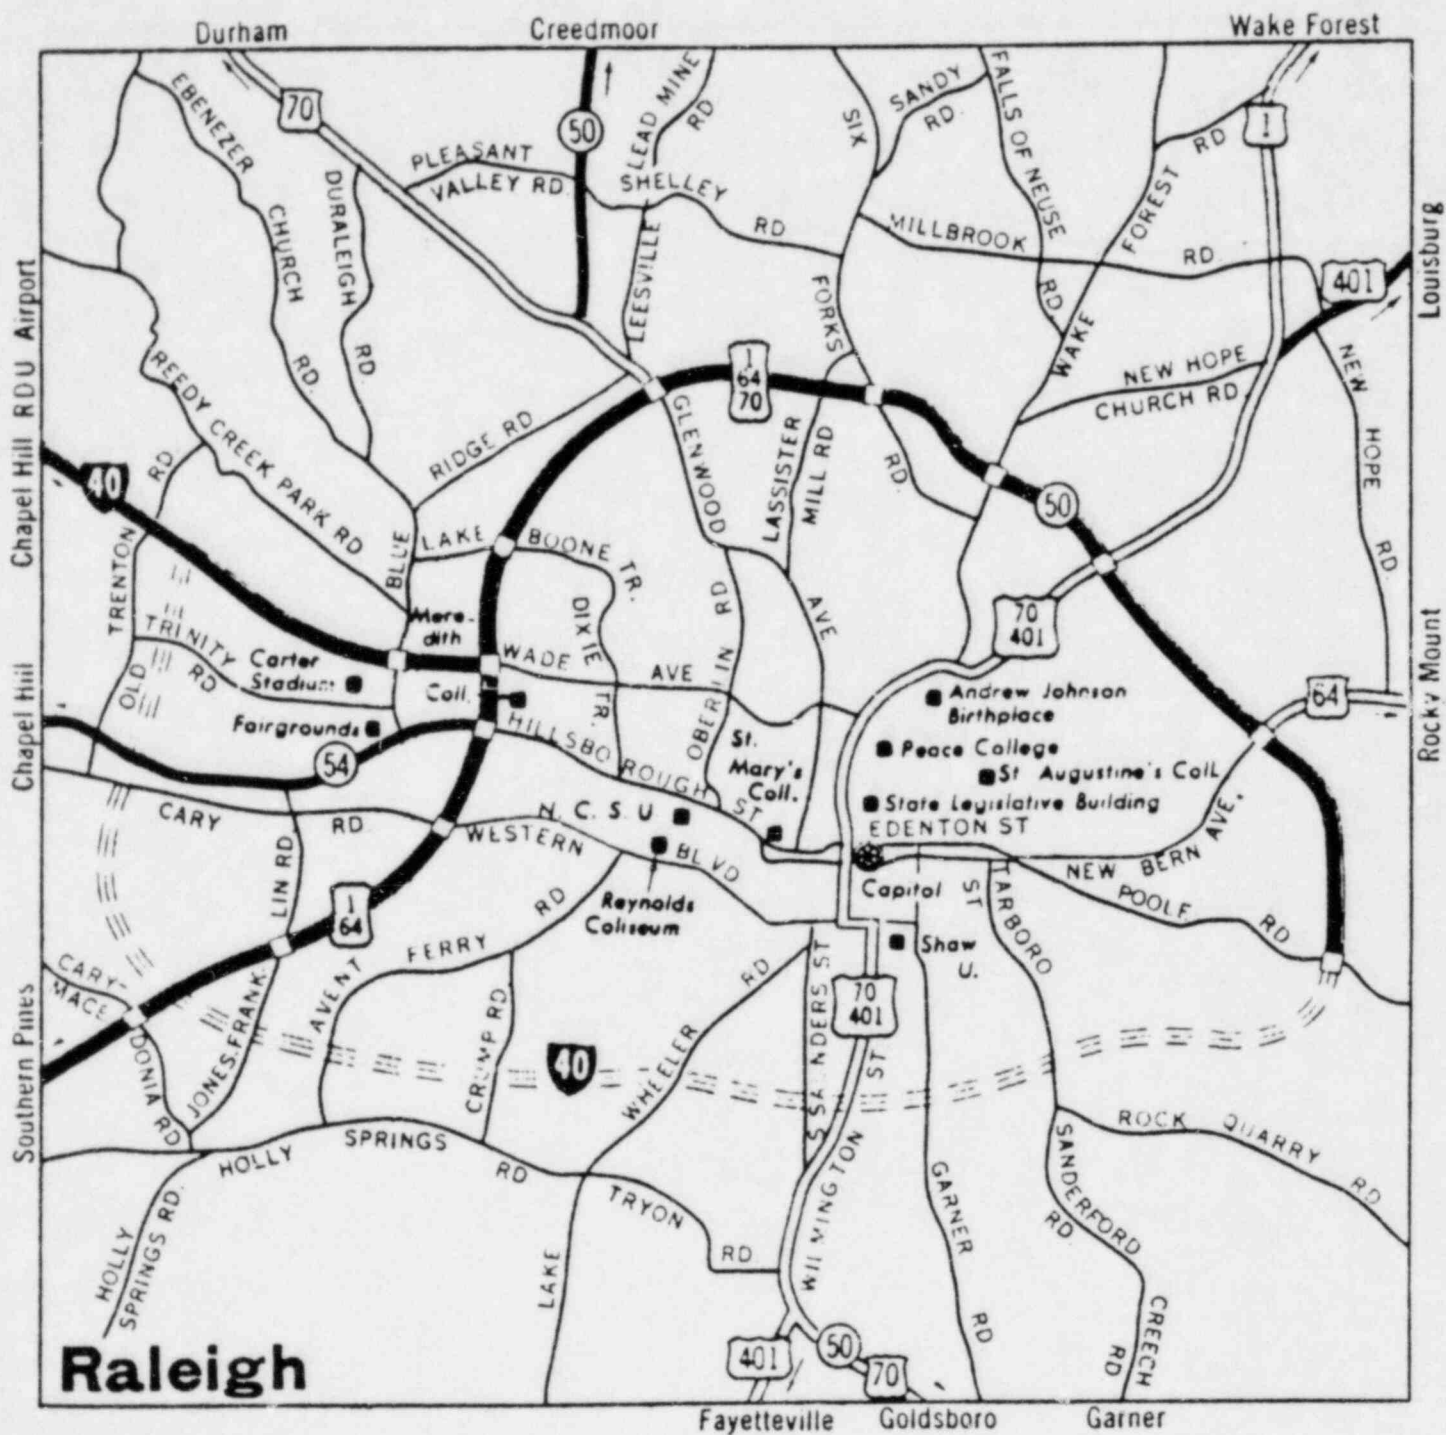 Durham
Creedmoor
Wake Forest
Louisburg
Rocky Mount
Chapel Hill RDU Airport
Chapel Hill
Southern Pines
Fayetteville
Goldsboro
Garner
EBENEZER
CHURCH
RD.
70
50
LEAD MINE
RD
SIX
FORKS
RD.
SANDY
RD.
FALLS OF NEUSE
RD.
1
WAKE
FOREST
RD
PLEASANT
VALLEY RD
SHELLEY
RD
DURALEIGH
RD.
LEESVILLE
MILLBROOK
RD.
401
NEW HOPE
CHURCH RD
NEW
HOPE
RD.
REEDY CREEK PARK RD
1
64
70
RIDGE RD
GLENWOOD
AVE
LASSISTER
MILL RD
40
TRENTON
RD
OLD
BLUE
LAKE
BOONE TR.
50
DIXIE
TR.
OBERLIN
RD
70
401
TRINITY
RD
Carter
Stadium
Mere-
dith
Coll.
WADE
AVE
Fairgrounds
54
HILLSBOROUGH
ST
St.
Mary's
Coll.
Andrew Johnson
Birthplace
Peace College
St Augustine's Coll.
State Legislative Building
EDENTON ST
64
CARY
RD
WESTERN
BLVD
N. C. S. U
Reynolds
Coliseum
Capitol
NEW BERN AVE.
POOLF
RD
LIN RD
1
64
AVENT
FERRY
RD
CARY-
MACE
DONIA RD
JONES FRANK
CRUMP RD
LAKE
WHEELER
RD
S SAUNDERS ST
Shaw
U.
ST
TARBORO
70
401
WILMINGTON
ST
40
HOLLY
SPRINGS
RD
TRYON
RD
HOLLY
SPRINGS RD.
GARNER
RD
ROCK QUARRY
RD
SANDERFORD
RD
CREECH
RD
401
50
70
Raleigh